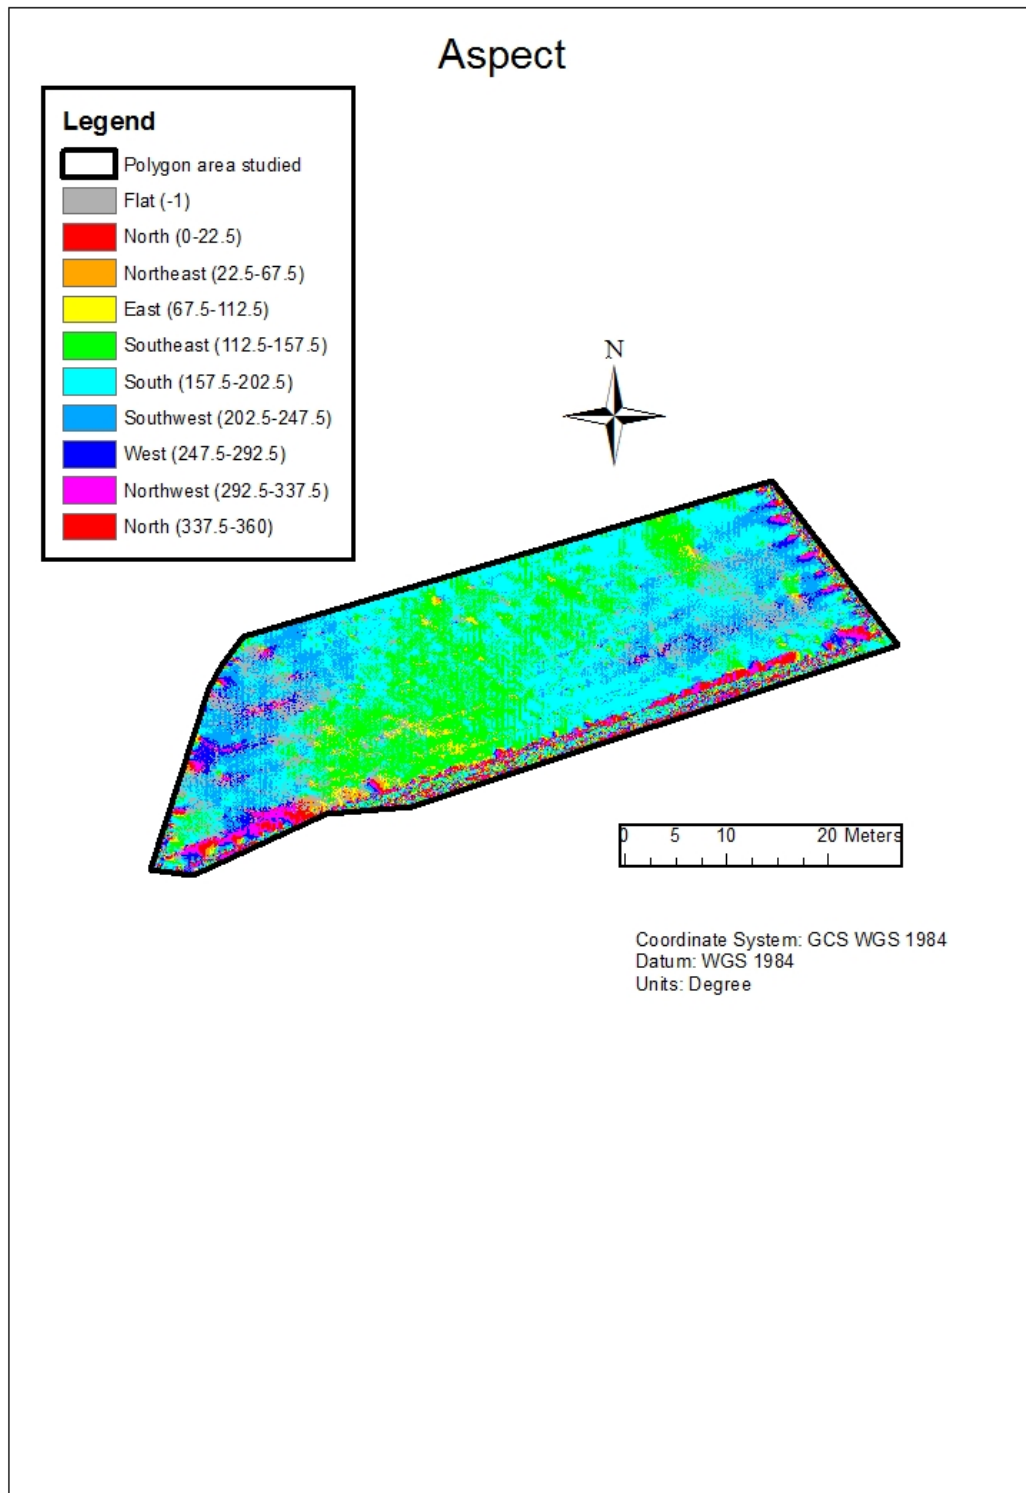 Aspect
Legend
Polygon area studied
Flat (-1)
North (0-22.5)
Northeast (22.5-67.5)
East (67.5-112.5)
Southeast (112.5-157.5)
South (157.5-202.5)
Southwest (202.5-247.5)
West (247.5-292.5)
Northwest (292.5-337.5)
North (337.5-360)
N
0 5 10 20 Meters
Coordinate System: GCS WGS 1984
Datum: WGS 1984
Units: Degree